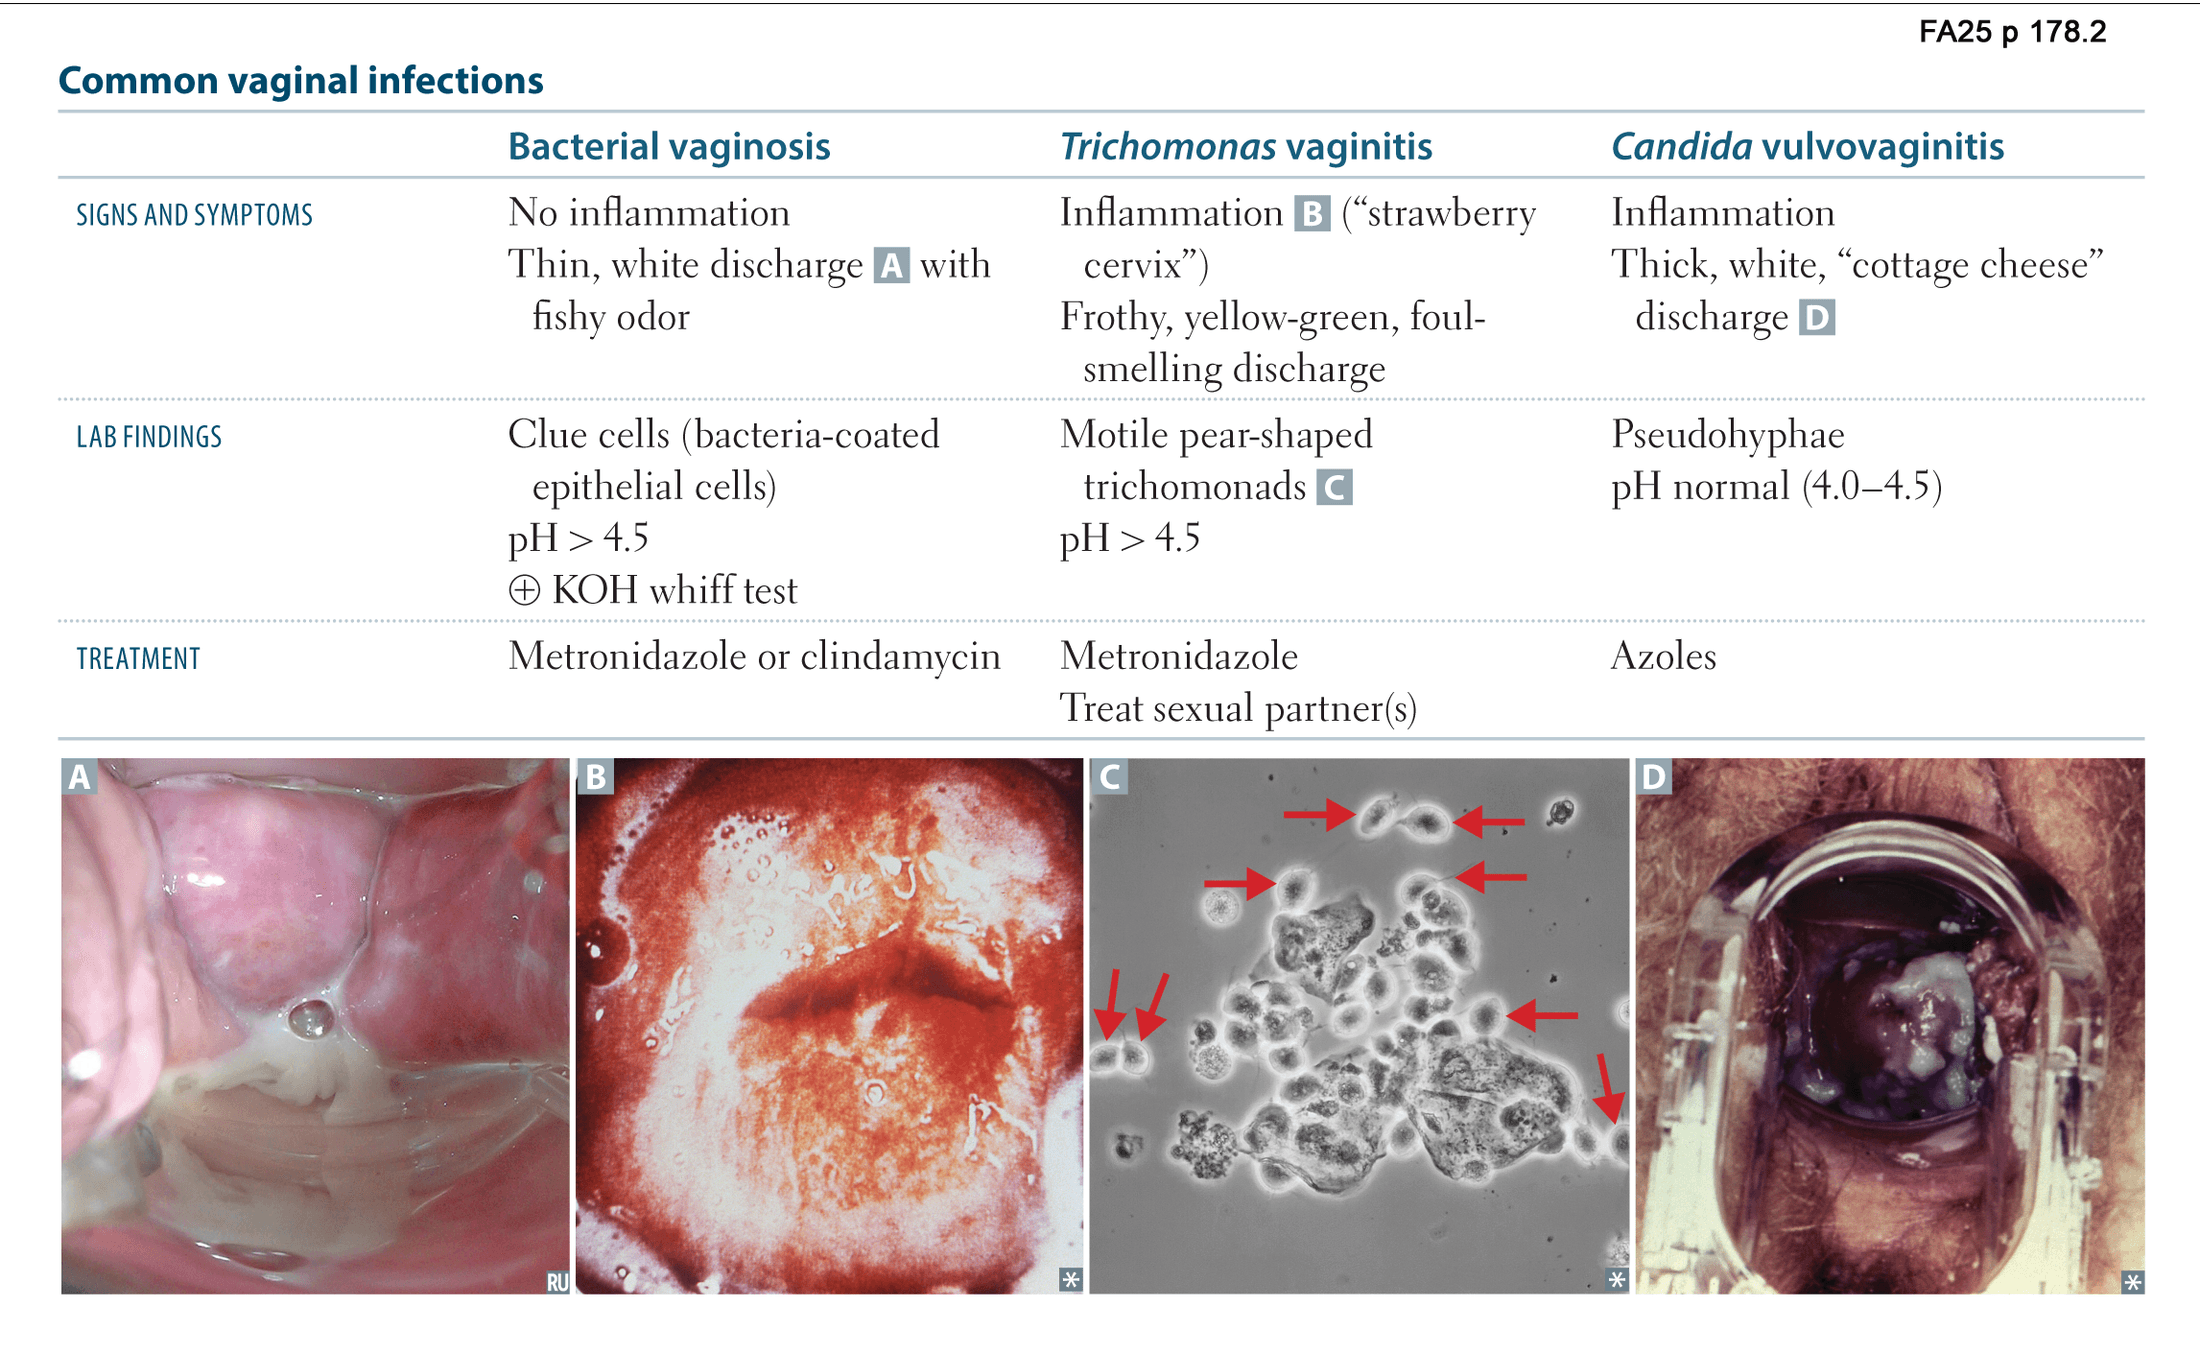 FA25 p 178.2
Common vaginal infections
Bacterial vaginosis
Trichomonas vaginitis
Candida vulvovaginitis
SIGNS AND SYMPTOMS
No inflammation
Thin, white discharge A with
fishy odor
Inflammation B (“strawberry
cervix”)
Frothy, yellow-green, foul-
smelling discharge
Inflammation
Thick, white, “cottage cheese”
discharge D
LAB FINDINGS
Clue cells (bacteria-coated
epithelial cells)
pH > 4.5
⊕ KOH whiff test
Motile pear-shaped
trichomonads C
pH > 4.5
Pseudohyphae
pH normal (4.0–4.5)
TREATMENT
Metronidazole or clindamycin
Metronidazole
Treat sexual partner(s)
Azoles
A
B
C
D
RU
*
*
*